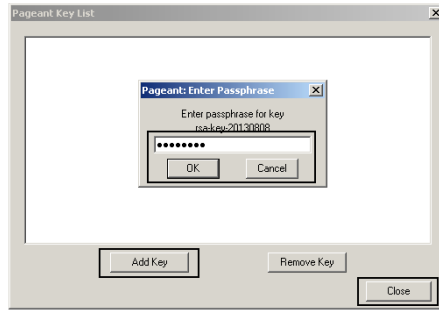 Pageant Key List
Pageant: Enter Passphrase
Enter passphrase for key
rsa-key-20130808
●●●●●●●●
OK Cancel
Add Key Remove Key
Close